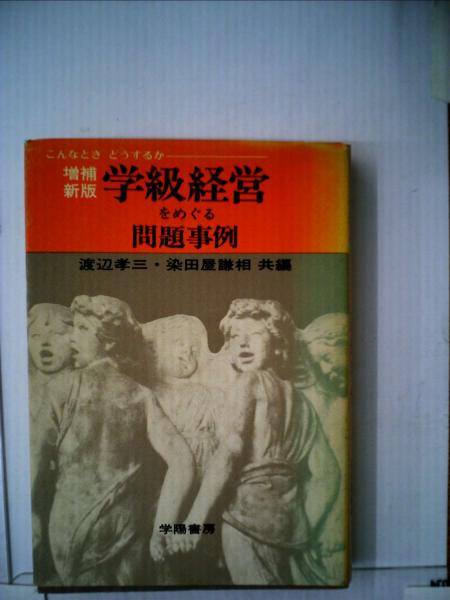 こんなとき どうするか
増補
新版
学級経営
をめぐる
問題事例
渡辺孝三・染田屋謙相 共編
学陽書房